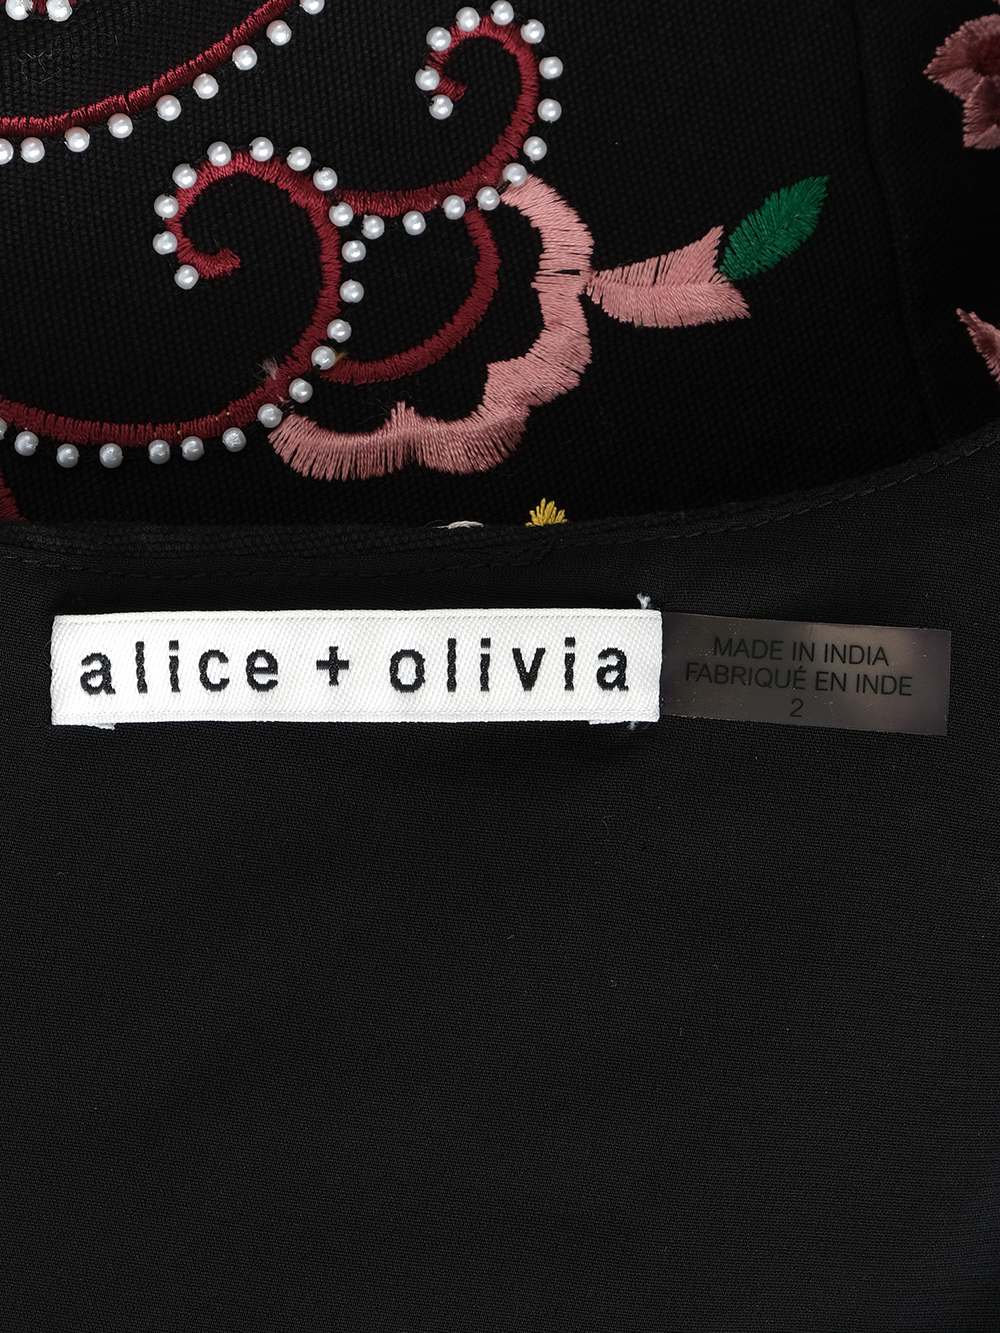 alice + olivia
MADE IN INDIA
FABRIQUÉ EN INDE
2